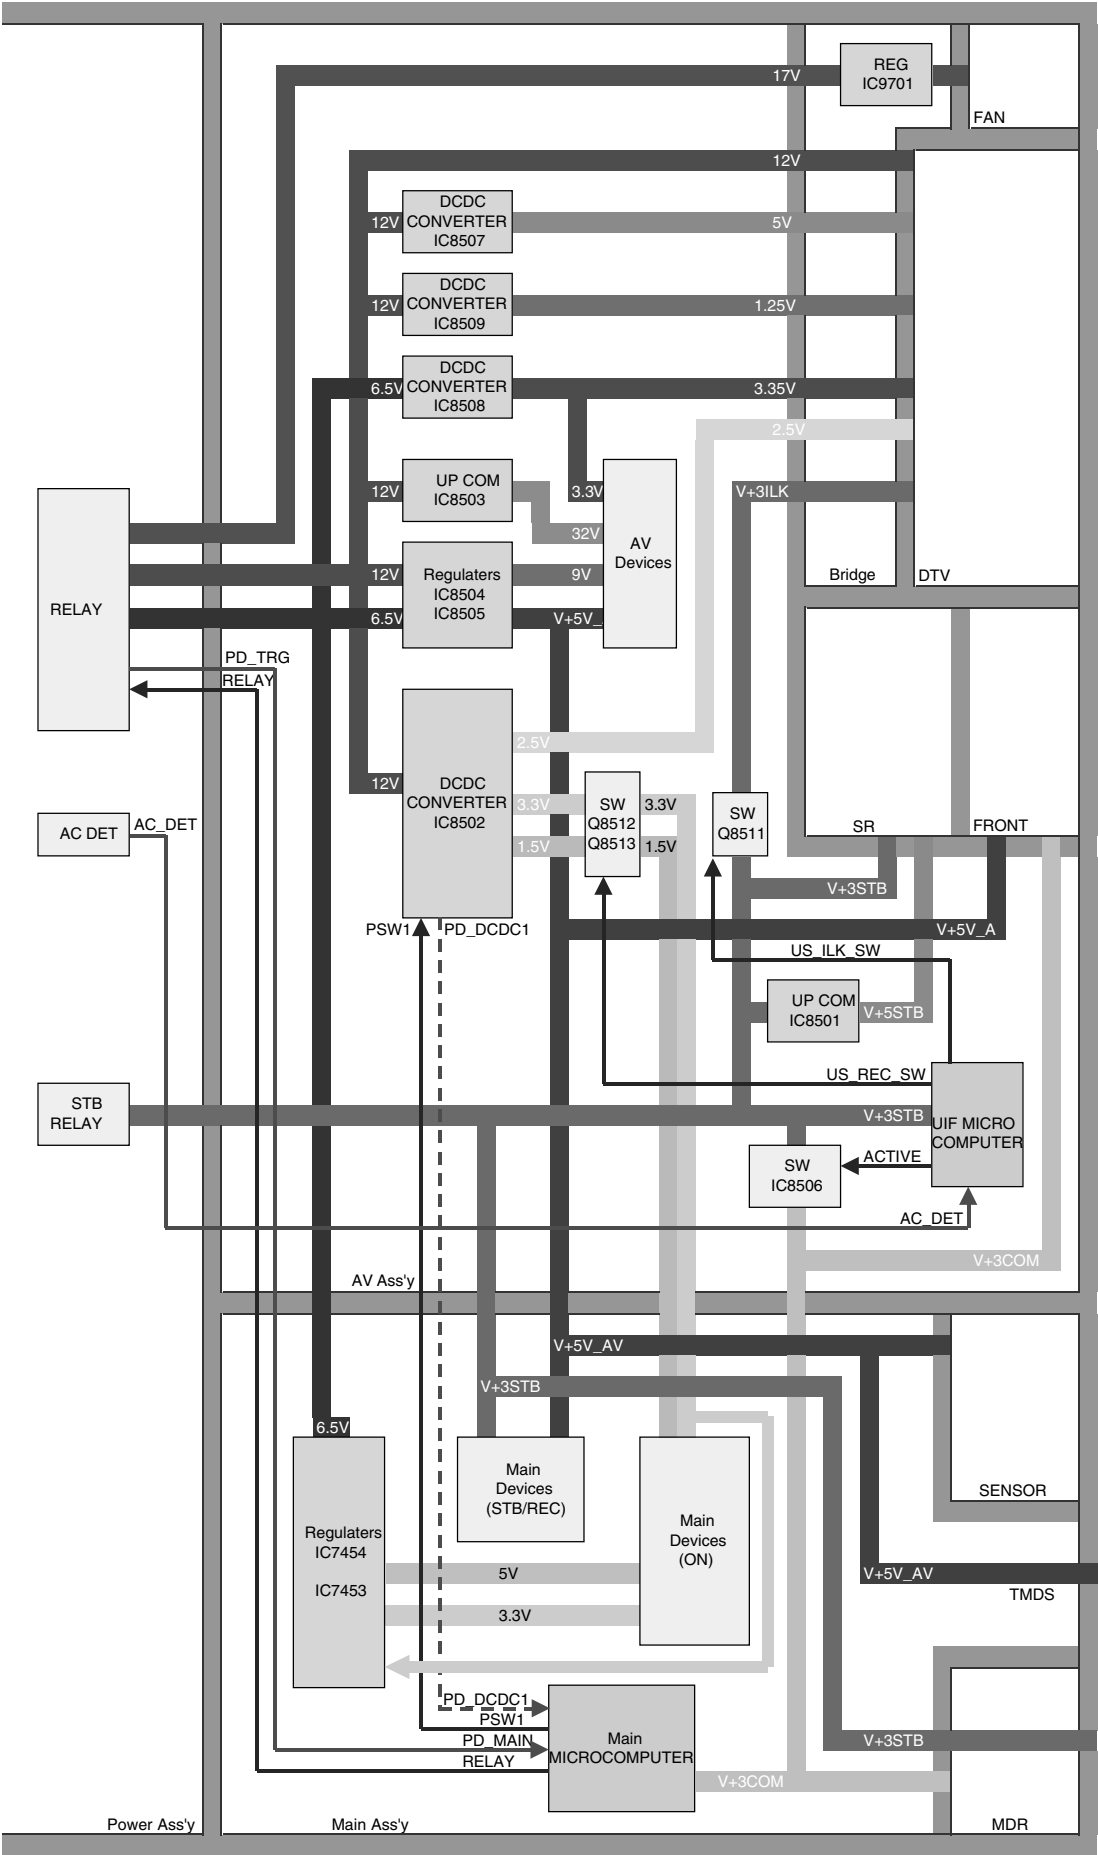 17V
REG
IC9701
FAN
12V
DCDC
CONVERTER
IC8507
12V
5V
DCDC
CONVERTER
IC8509
12V
1.25V
DCDC
CONVERTER
IC8508
6.5V
3.35V
2.5V
UP COM
IC8503
12V
3.3V
V+3ILK
32V
AV
Devices
Regulaters
IC8504
IC8505
12V
9V
6.5V
V+5V_
Bridge
DTV
RELAY
PD_TRG
RELAY
2.5V
DCDC
CONVERTER
IC8502
12V
3.3V
1.5V
SW
Q8512
Q8513
3.3V
1.5V
SW
Q8511
SR
FRONT
AC DET
AC_DET
V+3STB
PSW1
PD_DCDC1
V+5V_A
US_ILK_SW
UP COM
IC8501
V+5STB
US_REC_SW
STB
RELAY
V+3STB
UIF MICRO
COMPUTER
ACTIVE
SW
IC8506
AC_DET
V+3COM
AV Ass'y
V+5V_AV
V+3STB
6.5V
Main
Devices
(STB/REC)
SENSOR
Regulaters
IC7454
IC7453
Main
Devices
(ON)
5V
V+5V_AV
TMDS
3.3V
PD_DCDC1
PSW1
PD_MAIN
RELAY
Main
MICROCOMPUTER
V+3STB
V+3COM
Power Ass'y
Main Ass'y
MDR